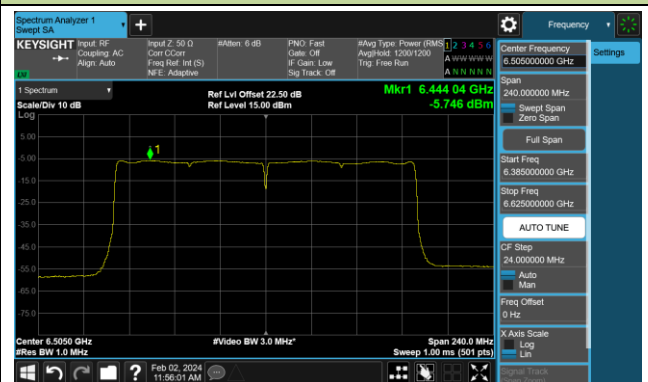 Spectrum Analyzer 1
Swept SA
Frequency
KEYSIGHT
Input: RF
Coupling: AC
Align: Auto
Input Z: 50 Ω
Corr CCorr
Freq Ref: Int (S)
NFE: Adaptive
#Atten: 6 dB
PNO: Fast
Gate: Off
IF Gain: Low
Sig Track: Off
#Avg Type: Power (RMS
Avg|Hold: 1200/1200
Trig: Free Run
1 2 3 4 5 6
A W W W W W
A N N N N N
LXI
1 Spectrum
Scale/Div 10 dB
Log
Ref Lvl Offset 22.50 dB
Ref Level 15.00 dBm
Mkr1 6.444 04 GHz
-5.746 dBm
1
5.00
-5.00
-15.0
-25.0
-35.0
-45.0
-55.0
-65.0
-75.0
Center 6.5050 GHz
#Res BW 1.0 MHz
#Video BW 3.0 MHz*
Span 240.0 MHz
Sweep 1.00 ms (501 pts)
Feb 02, 2024
11:56:01 AM
Center Frequency
6.505000000 GHz
Settings
Span
240.000000 MHz
Swept Span
Zero Span
Full Span
Start Freq
6.385000000 GHz
Stop Freq
6.625000000 GHz
AUTO TUNE
CF Step
24.000000 MHz
Auto
Man
Freq Offset
0 Hz
X Axis Scale
Log
Lin
Signal Track